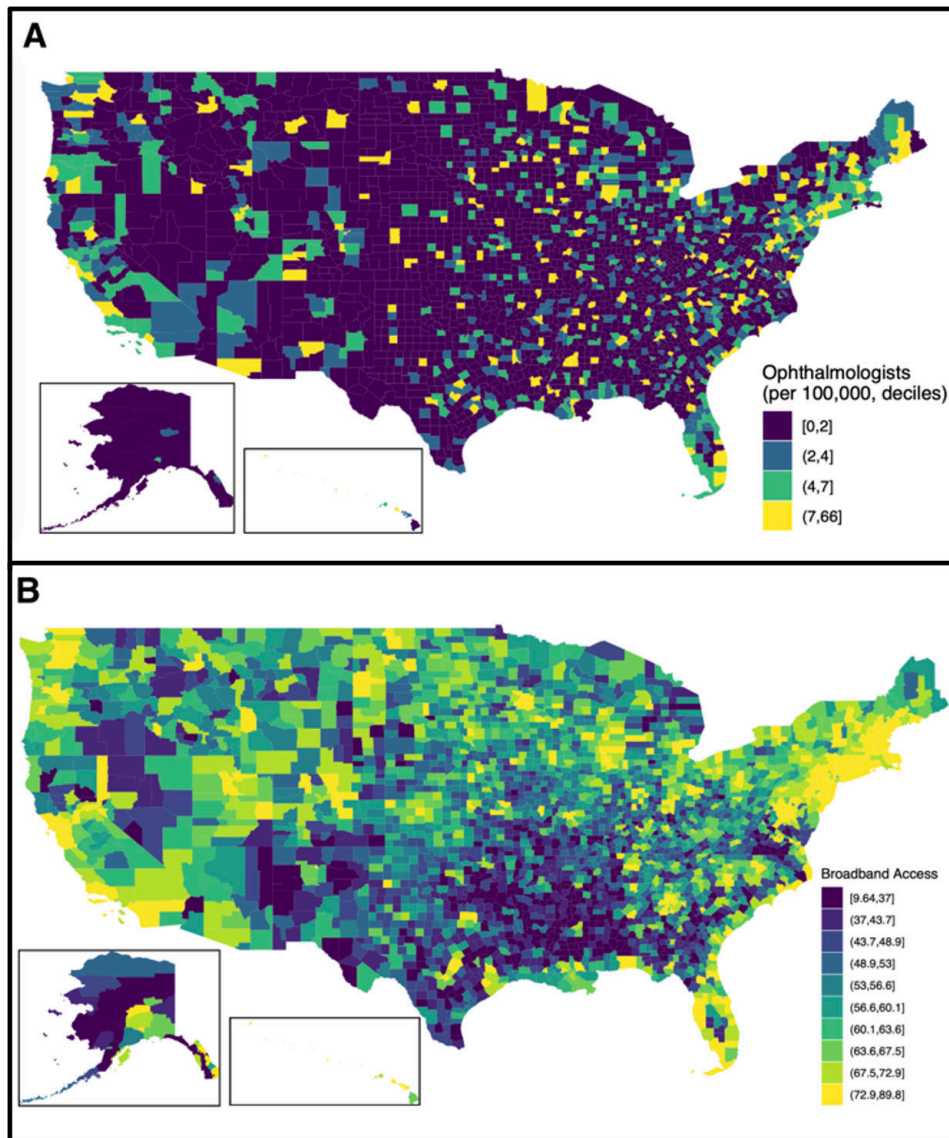 A
Ophthalmologists
(per 100,000, deciles)
[0,2]
(2,4]
(4,7]
(7,66]
B
Broadband Access
[9.64,37]
(37,43.7]
(43.7,48.9]
(48.9,53]
(53,56.6]
(56.6,60.1]
(60.1,63.6]
(63.6,67.5]
(67.5,72.9]
(72.9,89.8]